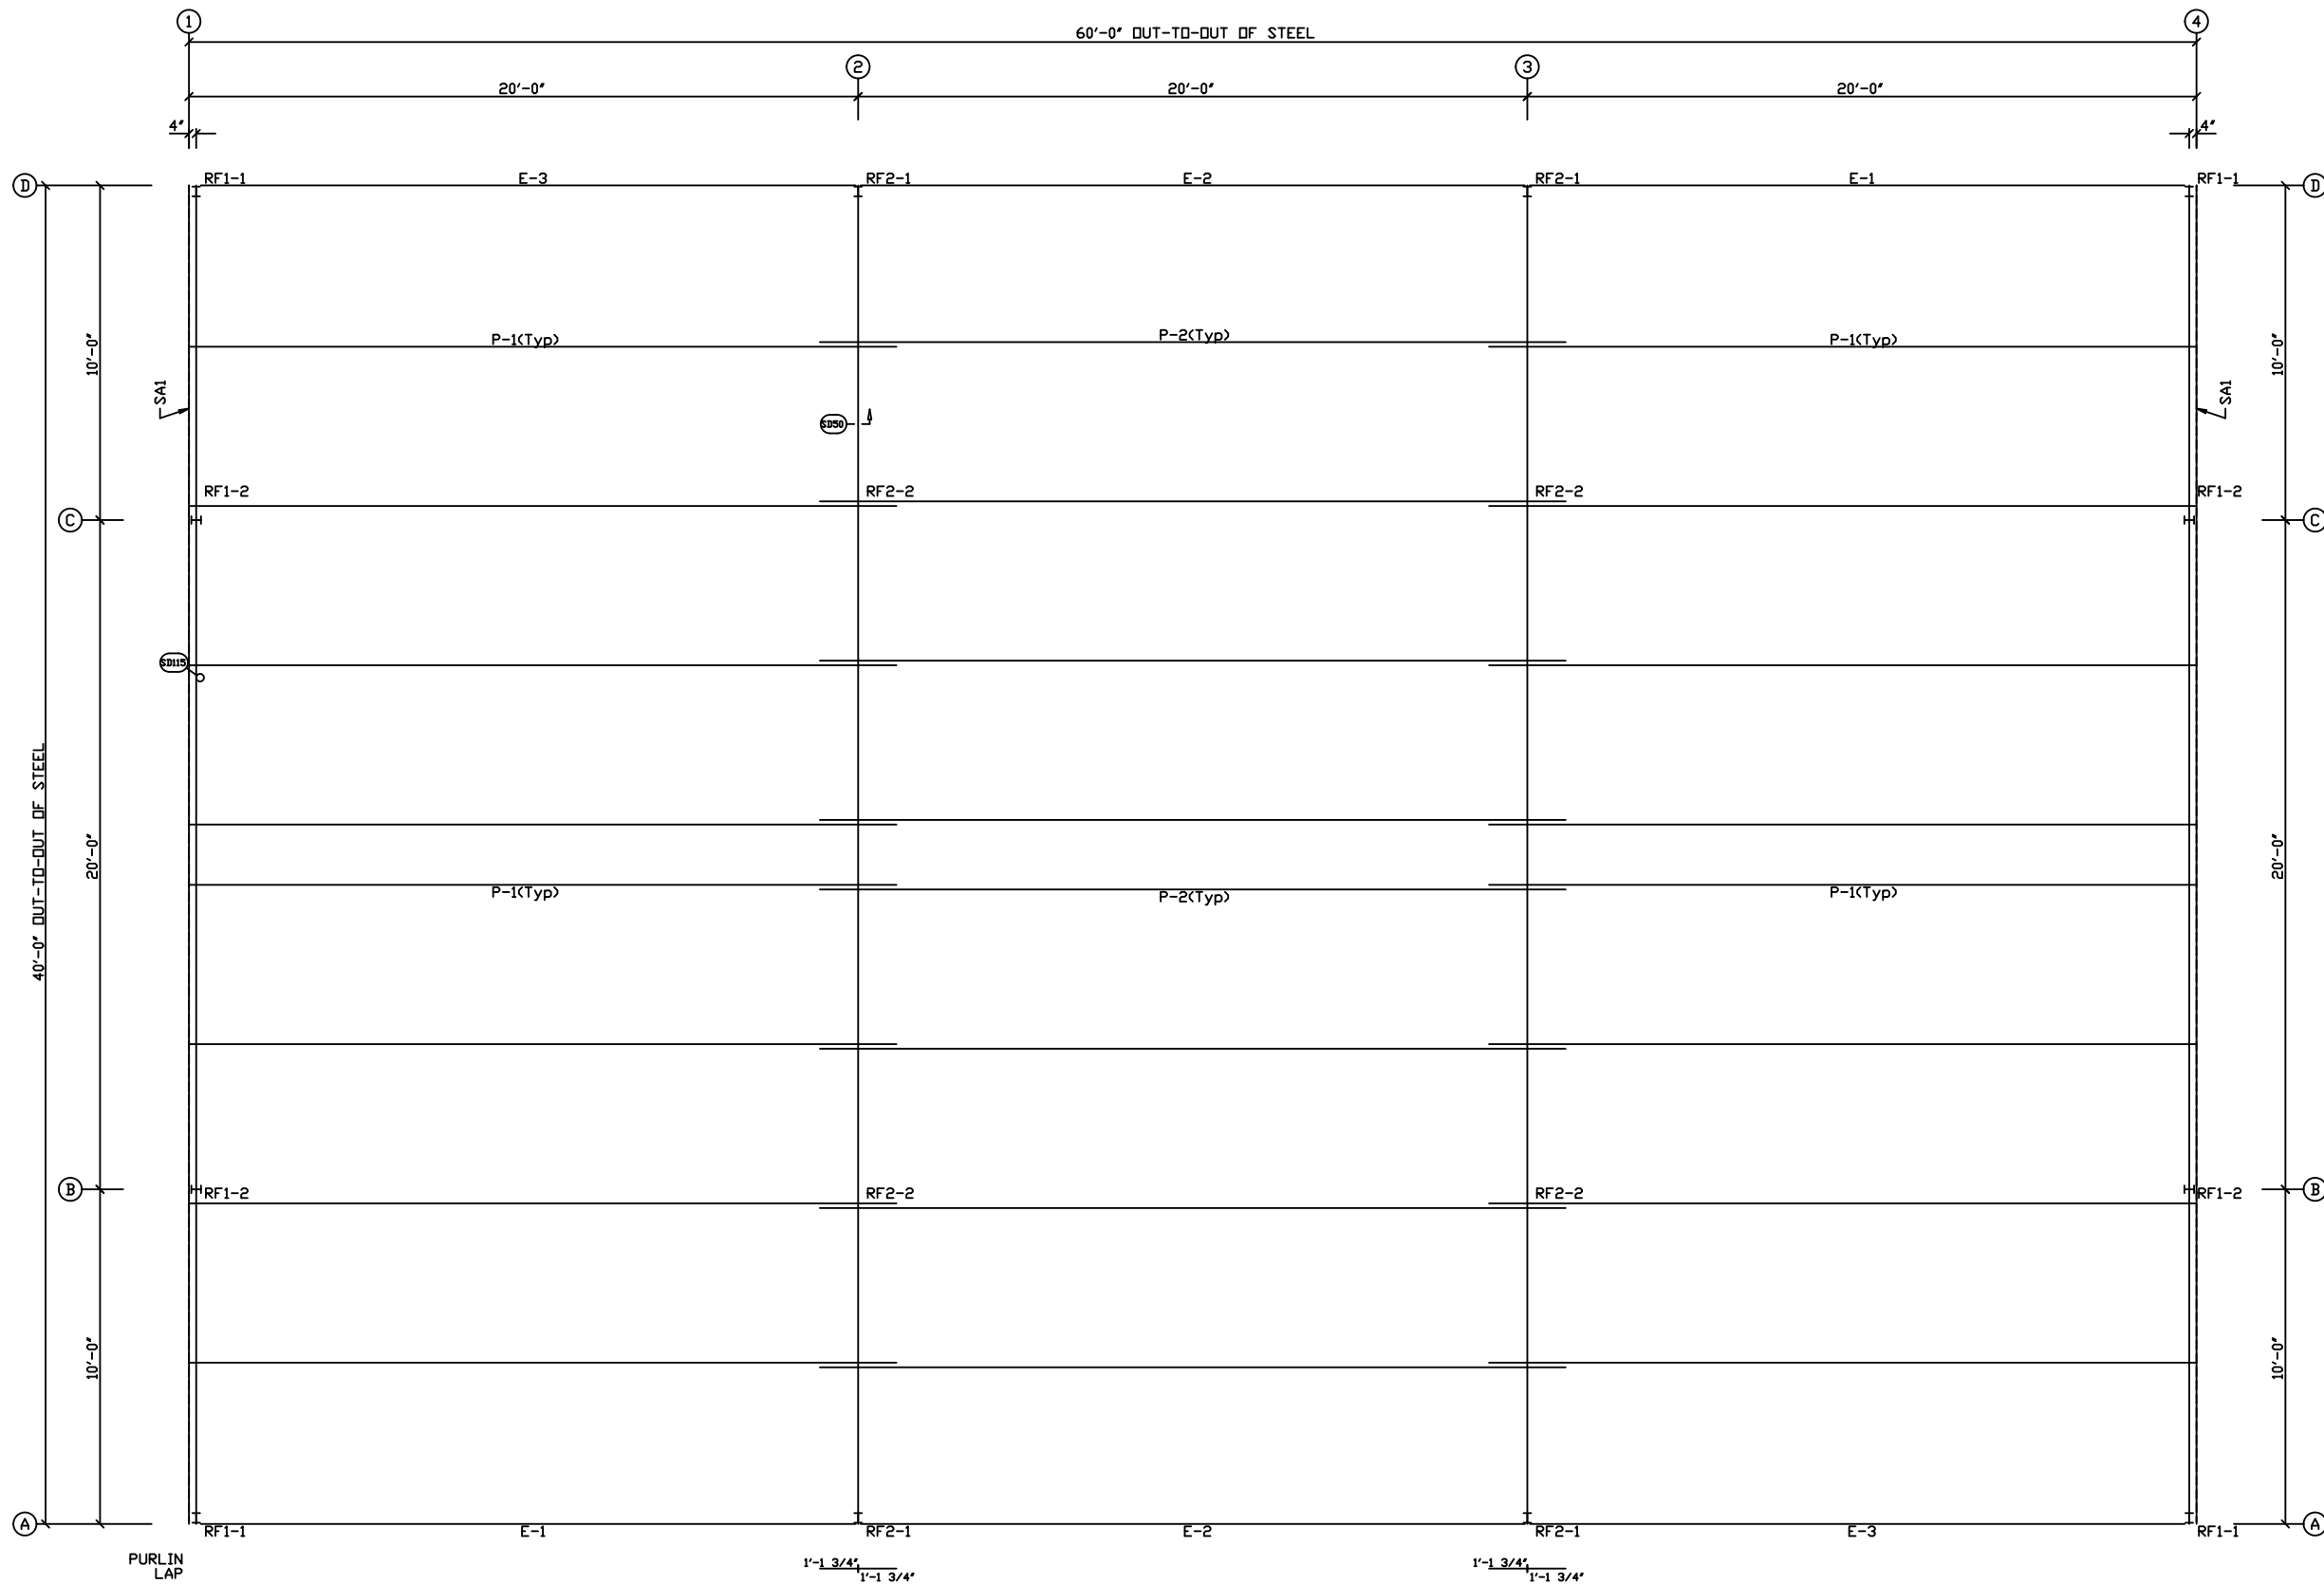 1
4
60'-0" OUT-TO-OUT OF STEEL
2
3
20'-0"
20'-0"
20'-0"
4"
4"
D
RF1-1
E-3
RF2-1
E-2
RF2-1
E-1
RF1-1
D
10'-0"
P-1(Typ)
P-2(Typ)
P-1(Typ)
10'-0"
SA1
SA1
SD50
RF1-2
RF2-2
RF2-2
RF1-2
C
C
SD115
40'-0" OUT-TO-OUT OF STEEL
20'-0"
20'-0"
P-1(Typ)
P-2(Typ)
P-1(Typ)
B
RF1-2
RF2-2
RF2-2
RF1-2
B
10'-0"
10'-0"
A
RF1-1
E-1
RF2-1
E-2
RF2-1
E-3
RF1-1
A
PURLIN
LAP
1'-1 3/4"
1'-1 3/4"
1'-1 3/4"
1'-1 3/4"